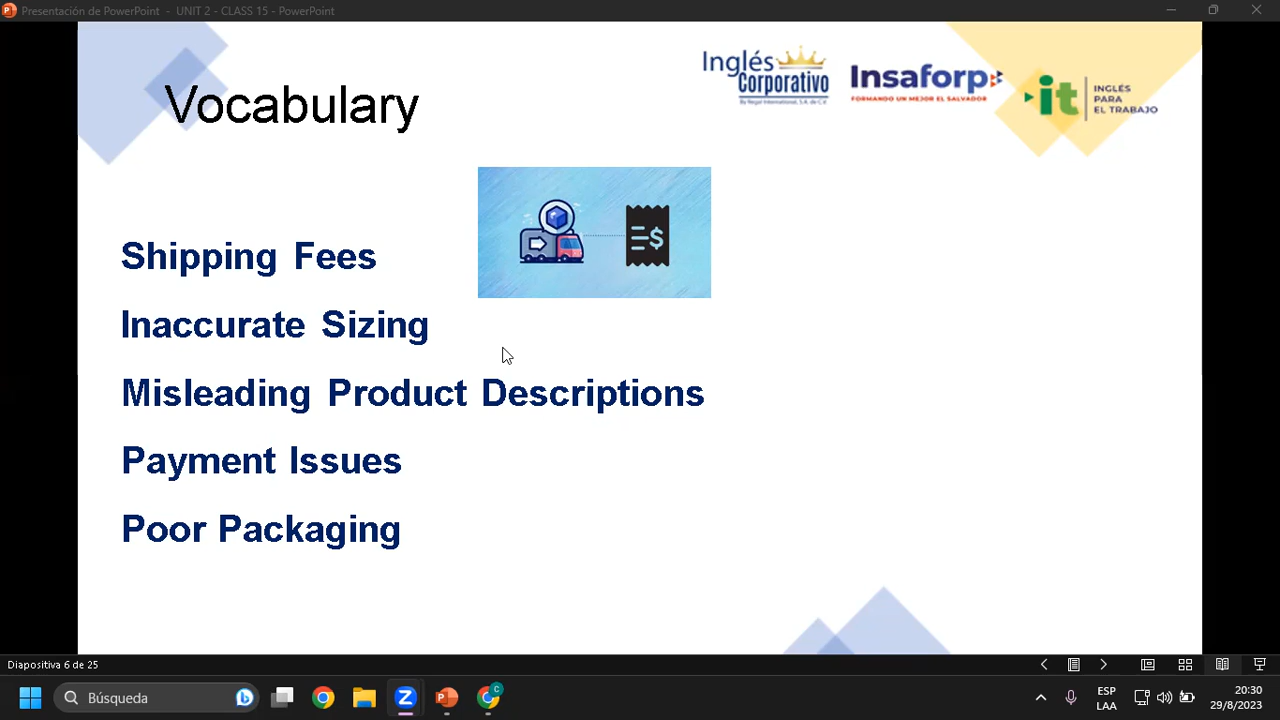 Presentación de PowerPoint - UNIT 2 - CLASS 15 - PowerPoint
Vocabulary
Inglés
Corporativo
By Regal International, S.A. de C.V.
Insaforp
FORMANDO UN MEJOR EL SALVADOR
it
INGLÉS
PARA
EL TRABAJO
$
Shipping Fees
Inaccurate Sizing
Misleading Product Descriptions
Payment Issues
Poor Packaging
Diapositiva 6 de 25
Búsqueda
ESP
LAA
20:30
29/8/2023